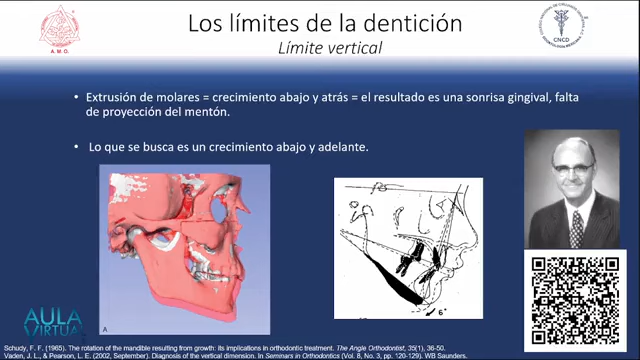 Los límites de la dentición
Límite vertical
A.M.O.
CNCD
• Extrusión de molares = crecimiento abajo y atrás = el resultado es una sonrisa gingival, falta
de proyección del mentón.
• Lo que se busca es un crecimiento abajo y adelante.
A
6°
AULA
VIRTUAL
Schudy, F. F. (1965). The rotation of the mandible resulting from growth: its implications in orthodontic treatment. The Angle Orthodontist, 35(1), 36-50.
Vaden, J. L., & Pearson, L. E. (2002, September). Diagnosis of the vertical dimension. In Seminars in Orthodontics (Vol. 8, No. 3, pp. 120-129). WB Saunders.